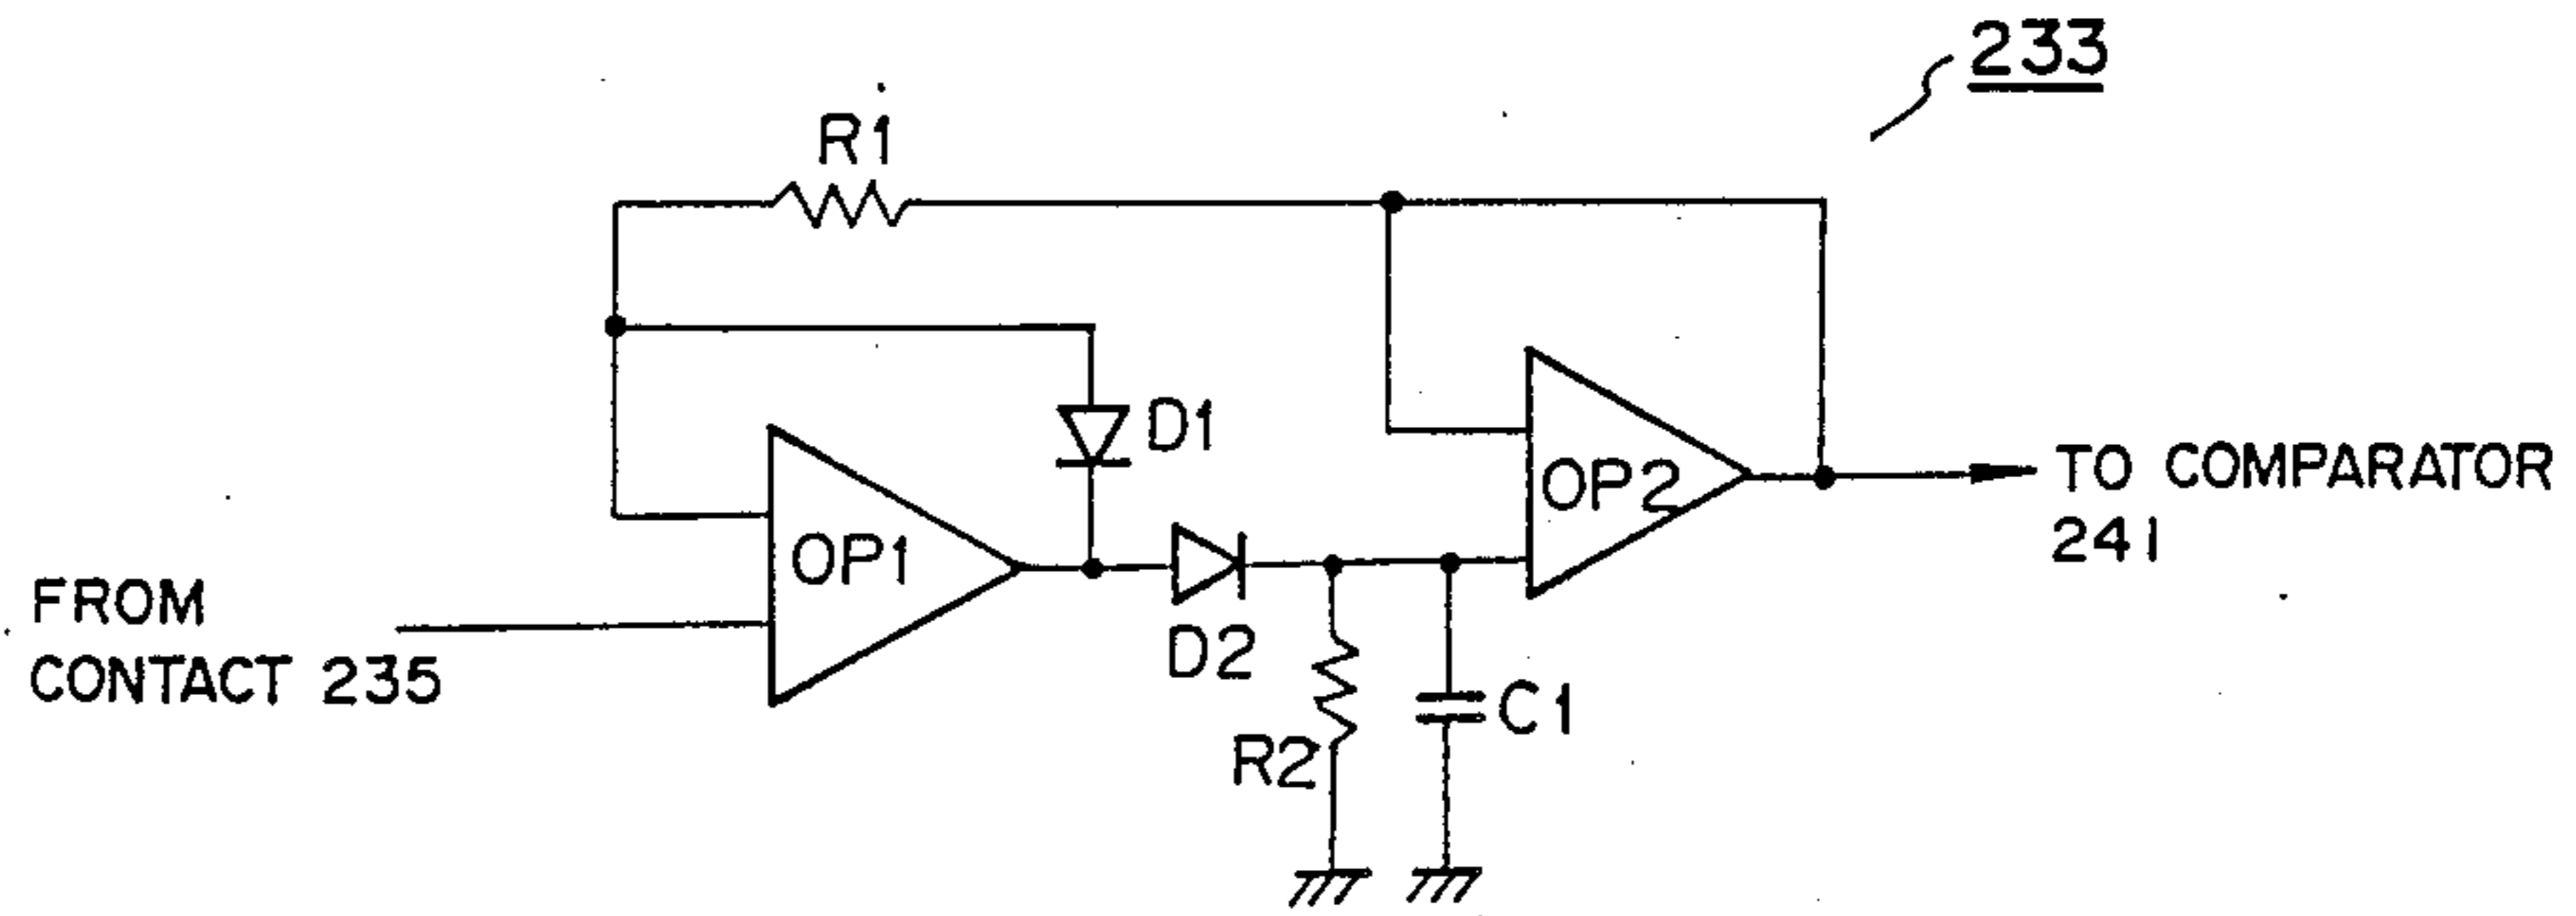 233
R1
D1
OP1
OP2
TO COMPARATOR
241
FROM
CONTACT 235
D2
R2
C1